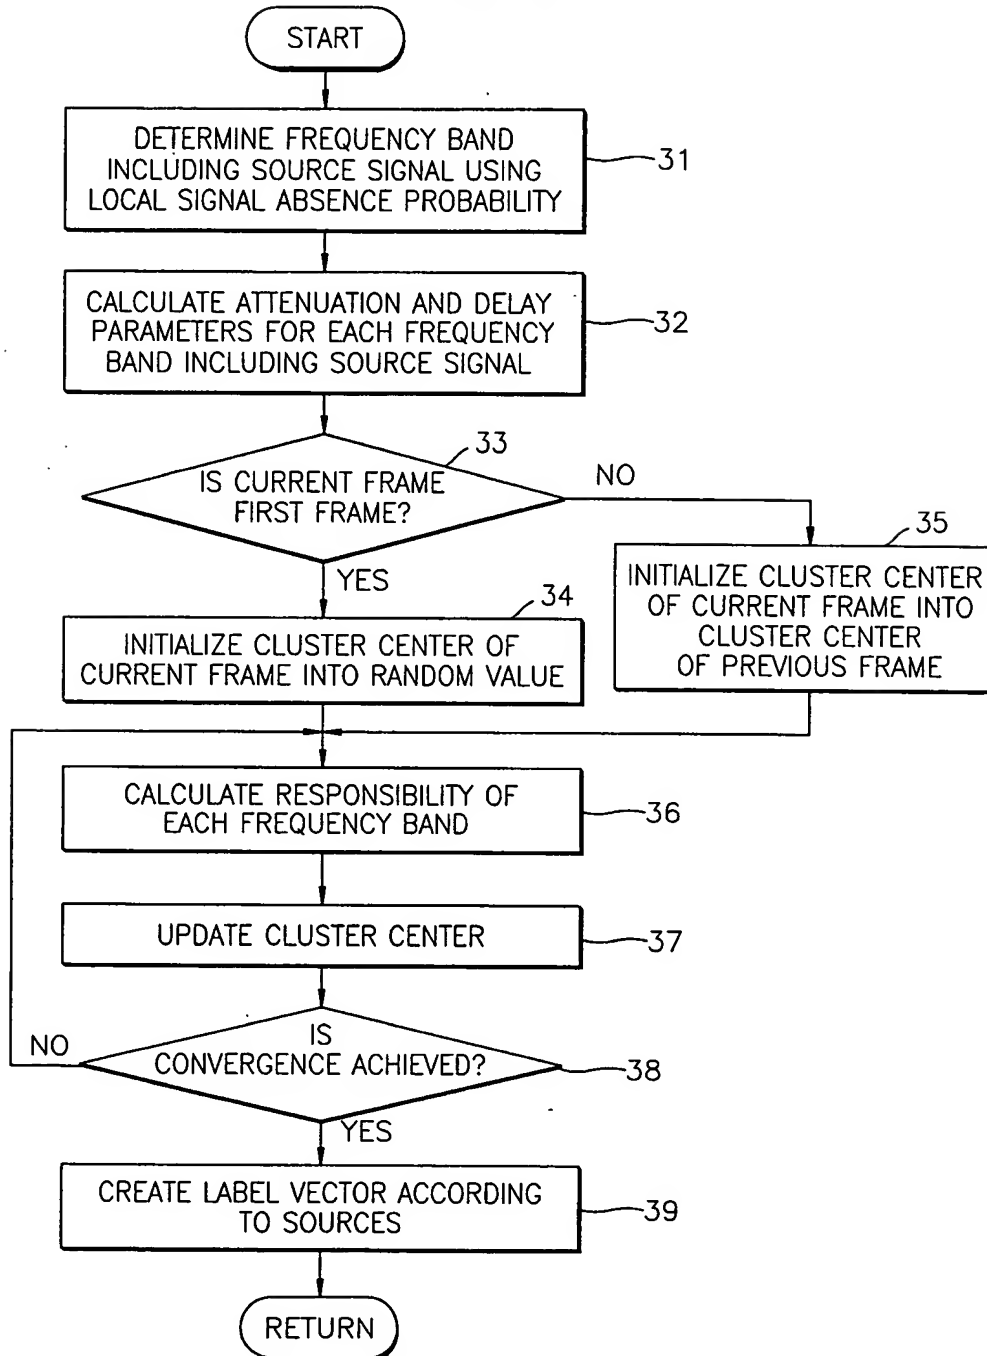 START
DETERMINE FREQUENCY BAND
INCLUDING SOURCE SIGNAL USING
LOCAL SIGNAL ABSENCE PROBABILITY
31
CALCULATE ATTENUATION AND DELAY
PARAMETERS FOR EACH FREQUENCY
BAND INCLUDING SOURCE SIGNAL
32
33
IS CURRENT FRAME
FIRST FRAME?
NO
YES
35
INITIALIZE CLUSTER CENTER
OF CURRENT FRAME INTO
CLUSTER CENTER
OF PREVIOUS FRAME
34
INITIALIZE CLUSTER CENTER OF
CURRENT FRAME INTO RANDOM VALUE
CALCULATE RESPONSIBILITY OF
EACH FREQUENCY BAND
36
UPDATE CLUSTER CENTER
37
IS
CONVERGENCE ACHIEVED?
38
NO
YES
CREATE LABEL VECTOR ACCORDING
TO SOURCES
39
RETURN